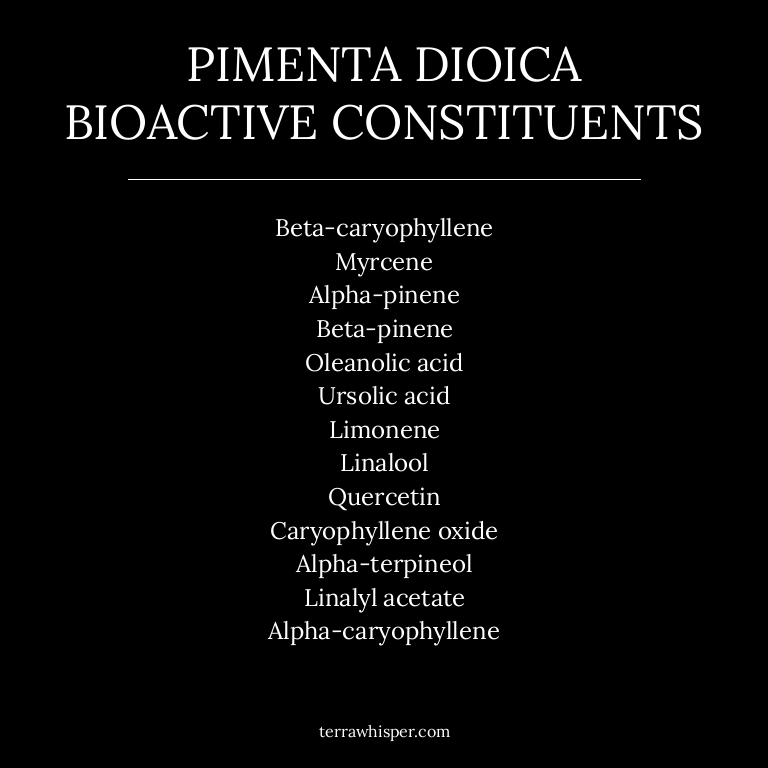 PIMENTA DIOICA
BIOACTIVE CONSTITUENTS
Beta-caryophyllene
Myrcene
Alpha-pinene
Beta-pinene
Oleanolic acid
Ursolic acid
Limonene
Linalool
Quercetin
Caryophyllene oxide
Alpha-terpineol
Linalyl acetate
Alpha-caryophyllene
terrawhisper.com